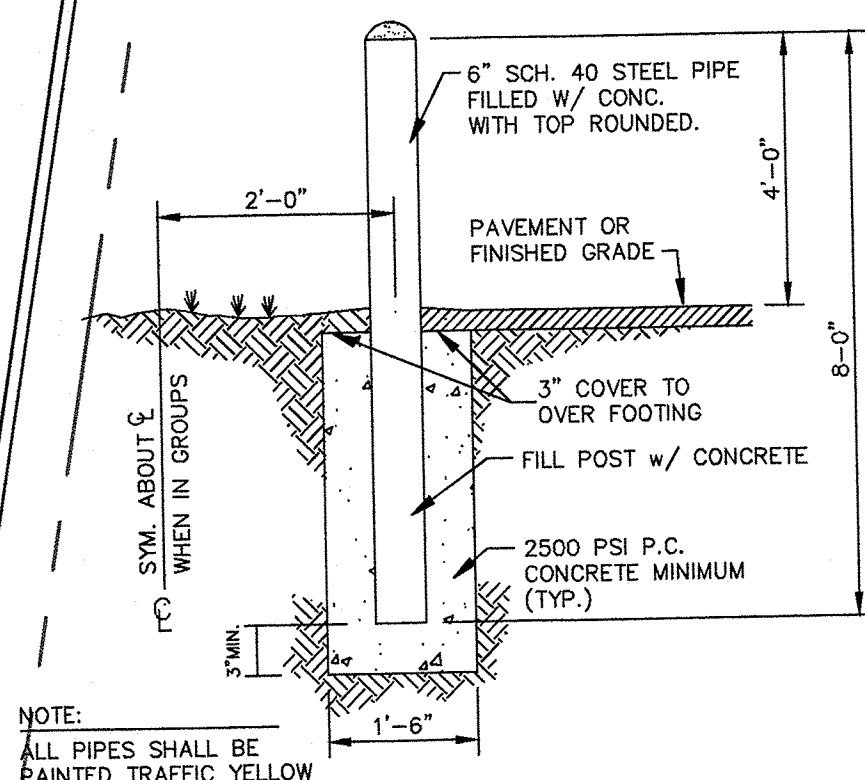 6" SCH. 40 STEEL PIPE
FILLED W/ CONC.
WITH TOP ROUNDED.
4'-0"
2'-0"
PAVEMENT OR
FINISHED GRADE
8-0"
3" COVER TO
OVER FOOTING
SYM. ABOUT ℄
WHEN IN GROUPS
FILL POST w/ CONCRETE
2500 PSI P.C.
CONCRETE MINIMUM
(TYP.)
℄
3"MIN.
1'-6"
NOTE:
ALL PIPES SHALL BE
PAINTED TRAFFIC YELLOW